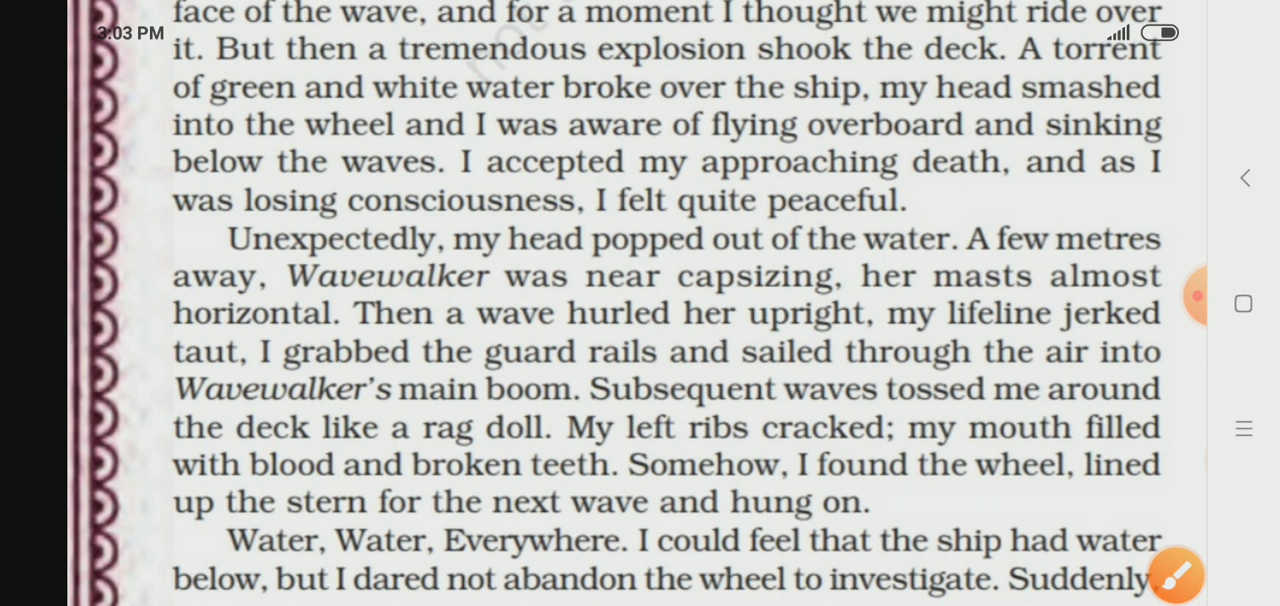 face of the wave, and for a moment I thought we might ride over
3:03 PM
it. But then a tremendous explosion shook the deck. A torrent
of green and white water broke over the ship, my head smashed
into the wheel and I was aware of flying overboard and sinking
below the waves. I accepted my approaching death, and as I
was losing consciousness, I felt quite peaceful.
Unexpectedly, my head popped out of the water. A few metres
away, Wavewalker was near capsizing, her masts almost
horizontal. Then a wave hurled her upright, my lifeline jerked
taut, I grabbed the guard rails and sailed through the air into
Wavewalker's main boom. Subsequent waves tossed me around
the deck like a rag doll. My left ribs cracked; my mouth filled
with blood and broken teeth. Somehow, I found the wheel, lined
up the stern for the next wave and hung on.
Water, Water, Everywhere. I could feel that the ship had water
below, but I dared not abandon the wheel to investigate. Suddenly